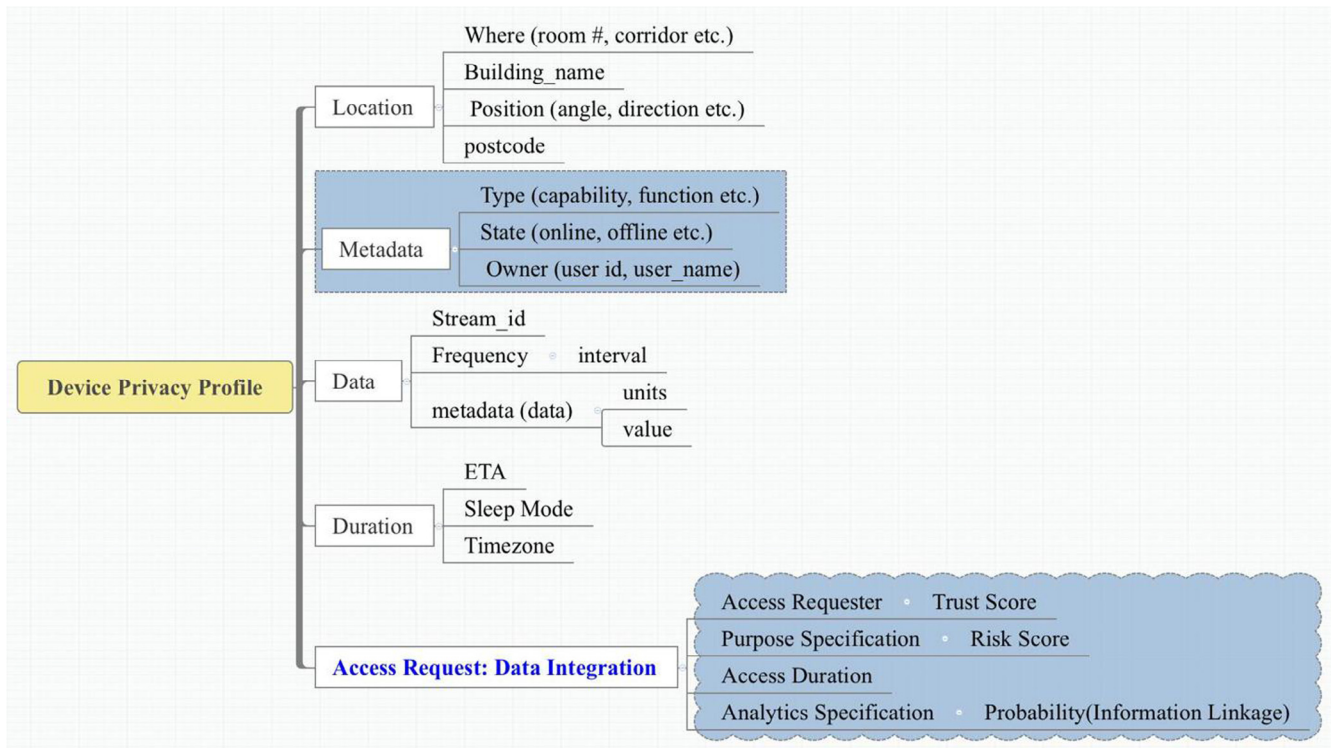 Where (room #, corridor etc.)
Building_name
Location
Position (angle, direction etc.)
postcode
Type (capability, function etc.)
State (online, offline etc.)
Metadata
Owner (user id, user_name)
Stream_id
Frequency interval
Device Privacy Profile
Data
units
metadata (data)
value
ETA
Sleep Mode
Duration
Timezone
Access Requester Trust Score
Purpose Specification Risk Score
Access Request: Data Integration
Access Duration
Analytics Specification Probability(Information Linkage)